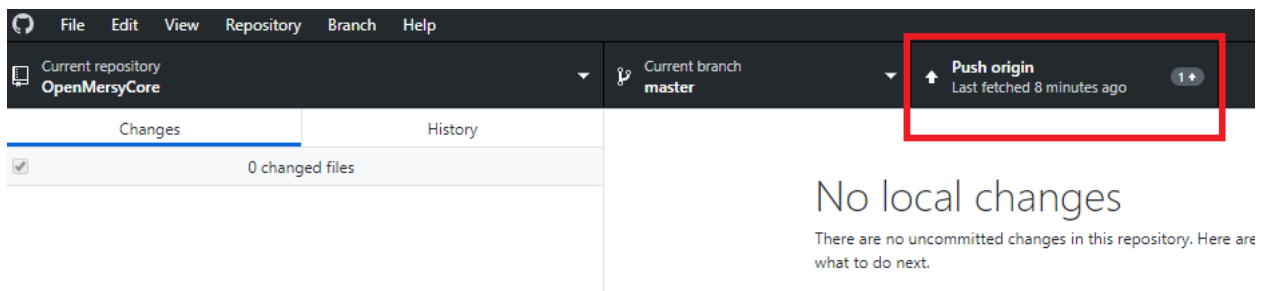 File Edit View Repository Branch Help
Current repository
OpenMersyCore
Current branch
master
Push origin
Last fetched 8 minutes ago
1
Changes History
0 changed files
No local changes
There are no uncommitted changes in this repository. Here are
what to do next.